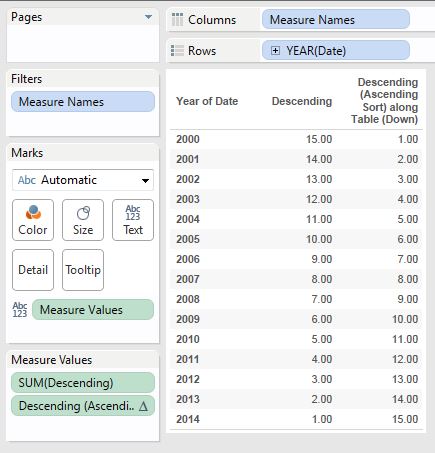 Pages
Columns
Measure Names
Rows
YEAR(Date)
Filters
Measure Names
Marks
Abc Automatic
Color
Size
Abc
123
Text
Detail
Tooltip
Abc
123
Measure Values
Measure Values
SUM(Descending)
Descending (Ascendi.. Δ
Year of Date
Descending
Descending
(Ascending
Sort) along
Table (Down)
2000 15.00 1.00
2001 14.00 2.00
2002 13.00 3.00
2003 12.00 4.00
2004 11.00 5.00
2005 10.00 6.00
2006 9.00 7.00
2007 8.00 8.00
2008 7.00 9.00
2009 6.00 10.00
2010 5.00 11.00
2011 4.00 12.00
2012 3.00 13.00
2013 2.00 14.00
2014 1.00 15.00